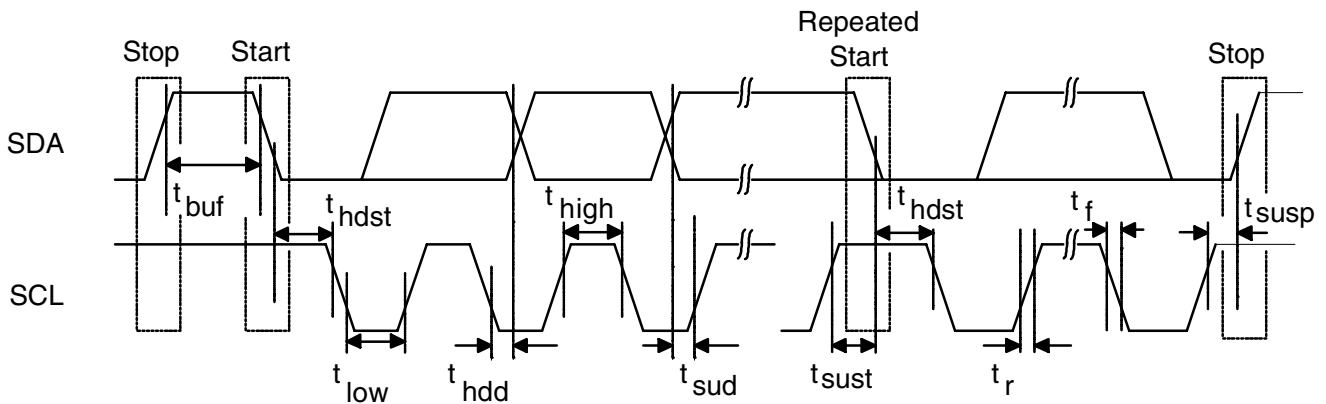 Repeated
Stop Start Start Stop
SDA
t buf t hdst t high t hdst t f t susp
SCL
t low t hdd t sud t sust t r